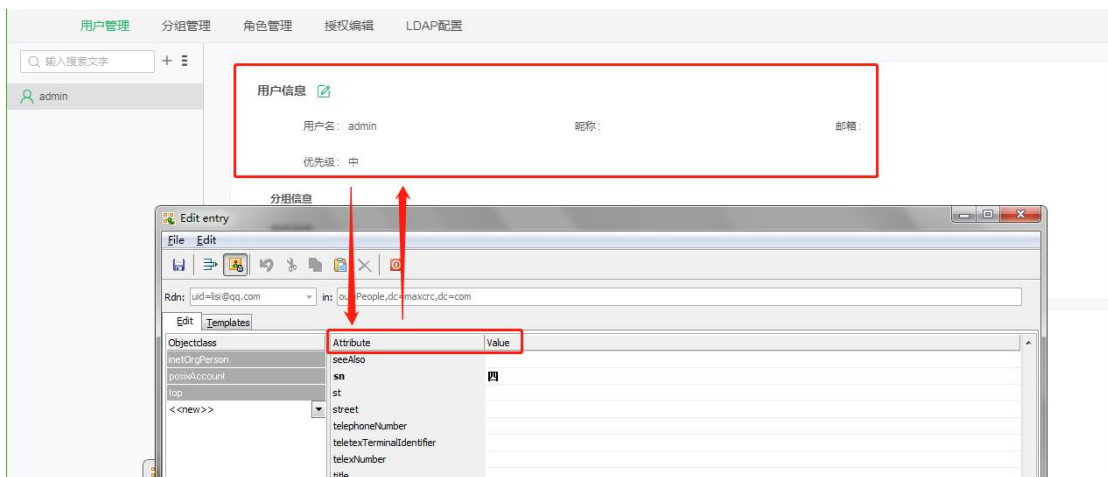 用户管理 分组管理 角色管理 授权编辑 LDAP配置
输入搜索文字
admin
用户信息
用户名: admin 昵称: 邮箱:
优先级: 中
分组信息
Edit entry
File Edit
Rdn: uid=lisi@qq.com in: ou=People,dc=maxcrc,dc=com
Edit Templates
Objectclass Attribute Value
inetOrgPerson seeAlso
posixAccount sn 四
top st
<<new>> street
telephoneNumber
teletexTerminalIdentifier
telexNumber
title